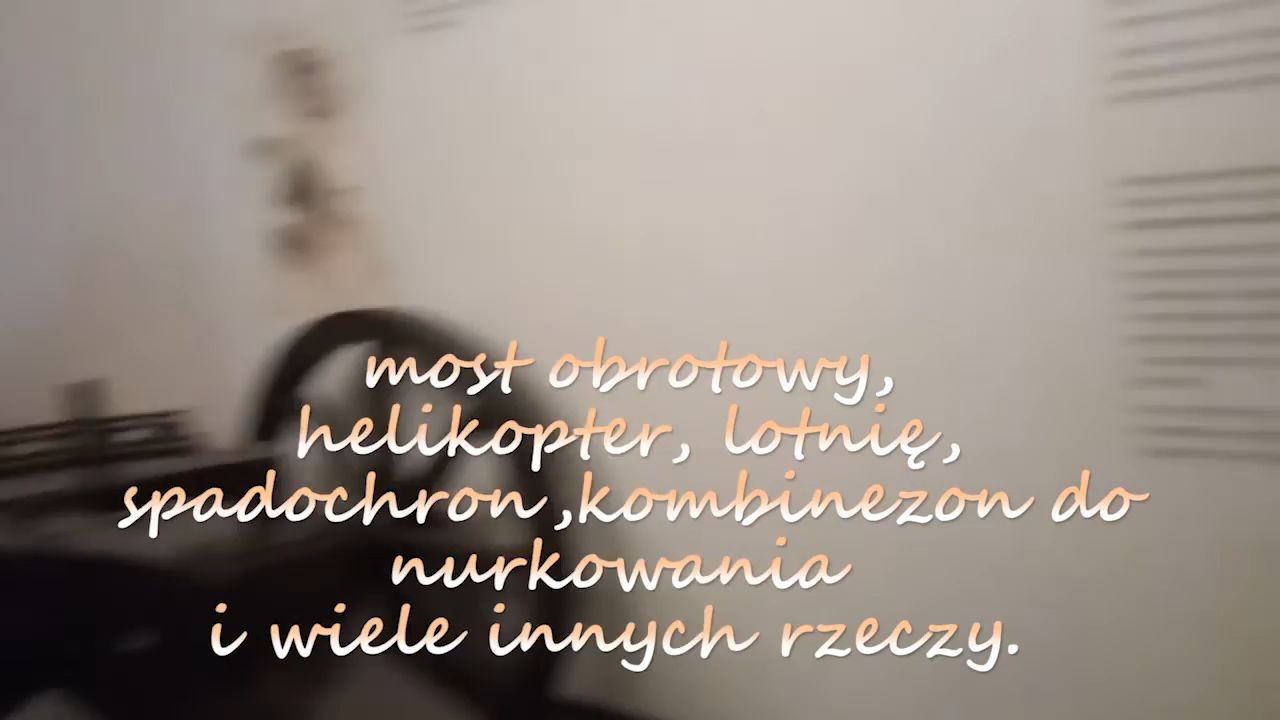 most obrotowy,
helikopter, lotnię,
spadochron ,kombinezon do
nurkowania
i wiele innych rzeczy.